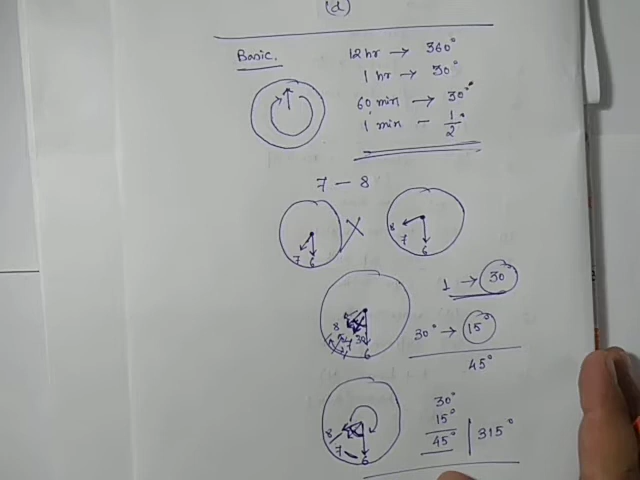 (d)
Basic.
12 hr → 360°
1 hr → 30°
60 min → 30°
1 min - 1/2°
7 - 8
7 6
8 7 6
1 → 30°
8 7 30 6
30° → 15°
45°
30°
15°
45° | 315°
8 7 6